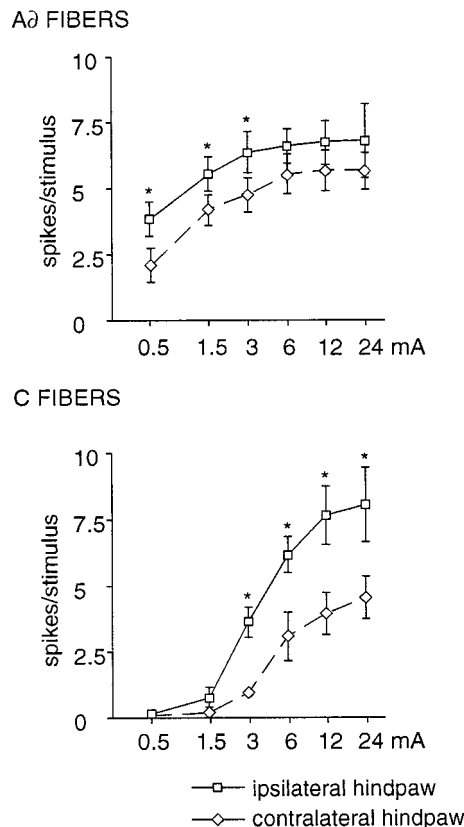 A∂ FIBERS
10
7.5
5
2.5
0
spikes/stimulus
* * *
0.5 1.5 3 6 12 24 mA
C FIBERS
10
7.5
5
2.5
0
spikes/stimulus
* * * *
0.5 1.5 3 6 12 24 mA
ipsilateral hindpaw
contralateral hindpaw